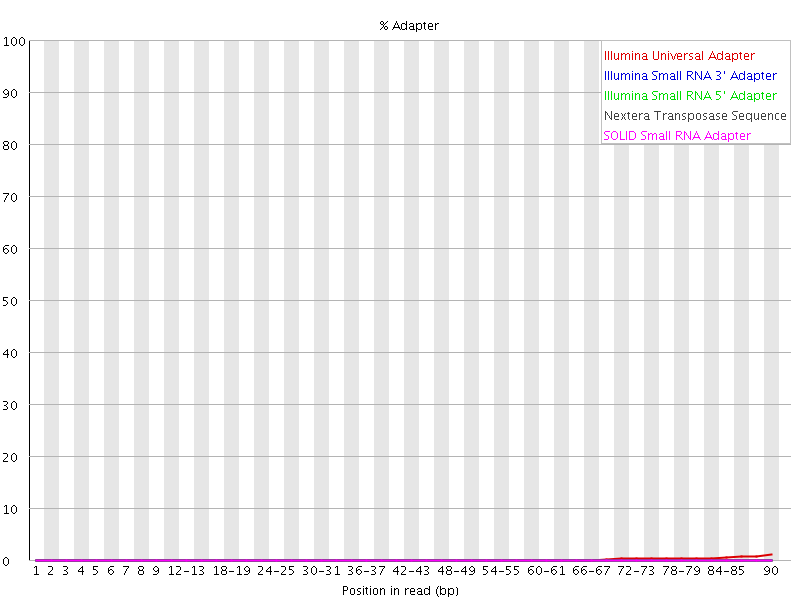 % Adapter
100
90
80
70
60
50
40
30
20
10
0
Illumina Universal Adapter
Illumina Small RNA 3' Adapter
Illumina Small RNA 5' Adapter
Nextera Transposase Sequence
SOLID Small RNA Adapter
1 2 3 4 5 6 7 8 9 12-13 18-19 24-25 30-31 36-37 42-43 48-49 54-55 60-61 66-67 72-73 78-79 84-85 90
Position in read (bp)